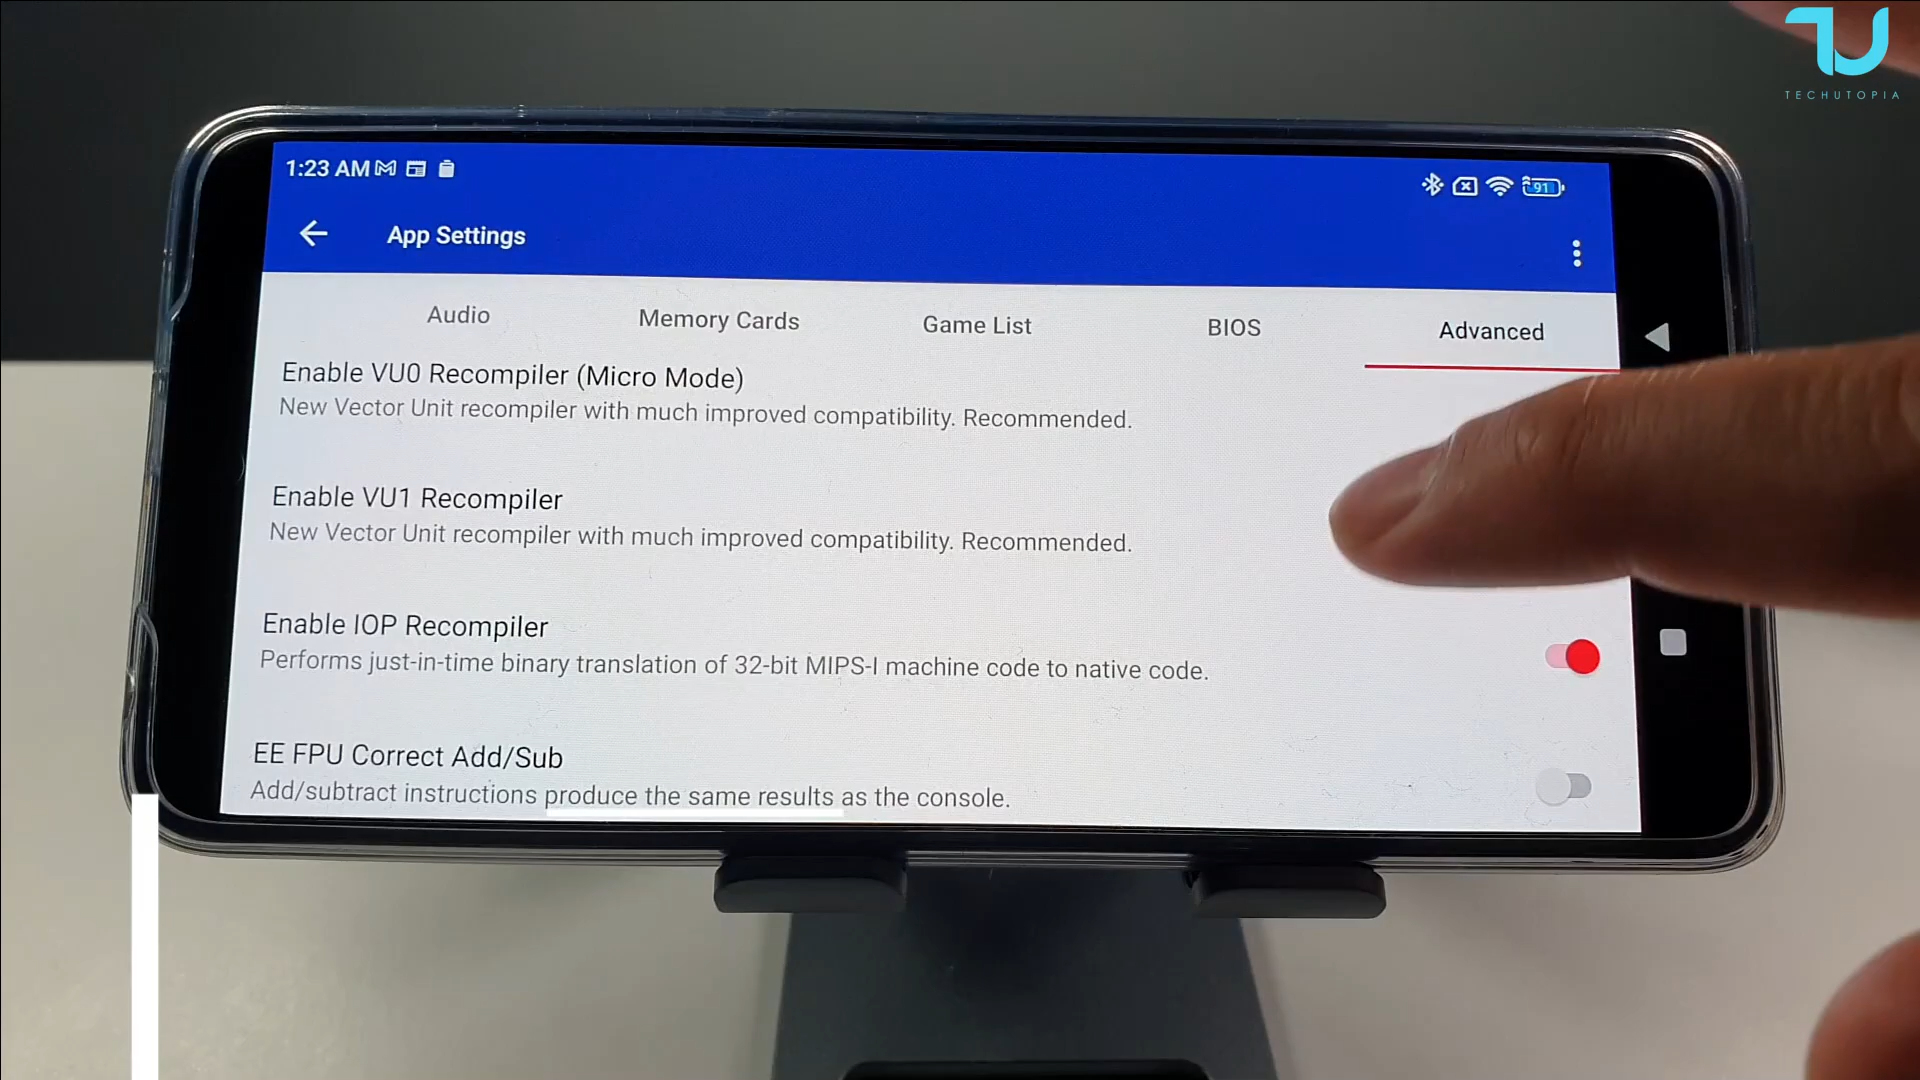 TECHUTOPIA
1:23 AM
91
App Settings
Audio
Memory Cards
Game List
BIOS
Advanced
Enable VU0 Recompiler (Micro Mode)
New Vector Unit recompiler with much improved compatibility. Recommended.
Enable VU1 Recompiler
New Vector Unit recompiler with much improved compatibility. Recommended.
Enable IOP Recompiler
Performs just-in-time binary translation of 32-bit MIPS-I machine code to native code.
EE FPU Correct Add/Sub
Add/subtract instructions produce the same results as the console.